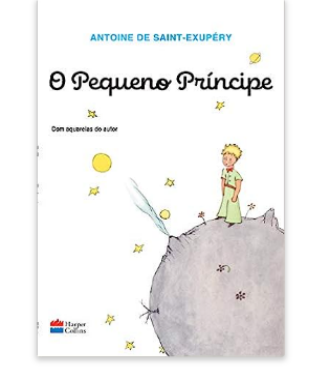 ANTOINE DE SAINT-EXUPÉRY
O Pequeno Príncipe
Com aquarelas do autor
Harper
Collins